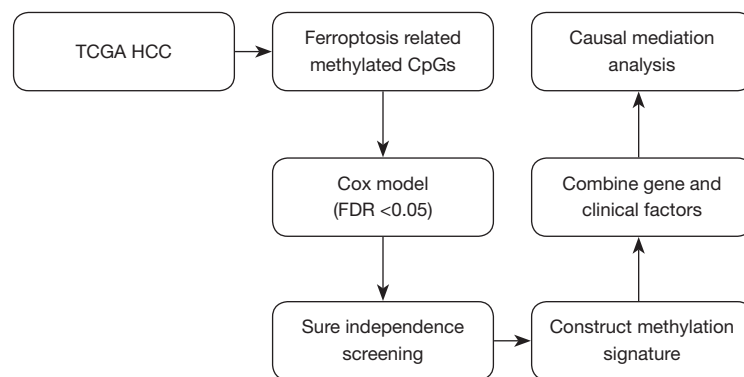 TCGA HCC
Ferroptosis related
methylated CpGs
Cox model
(FDR <0.05)
Sure independence
screening
Construct methylation
signature
Combine gene and
clinical factors
Causal mediation
analysis